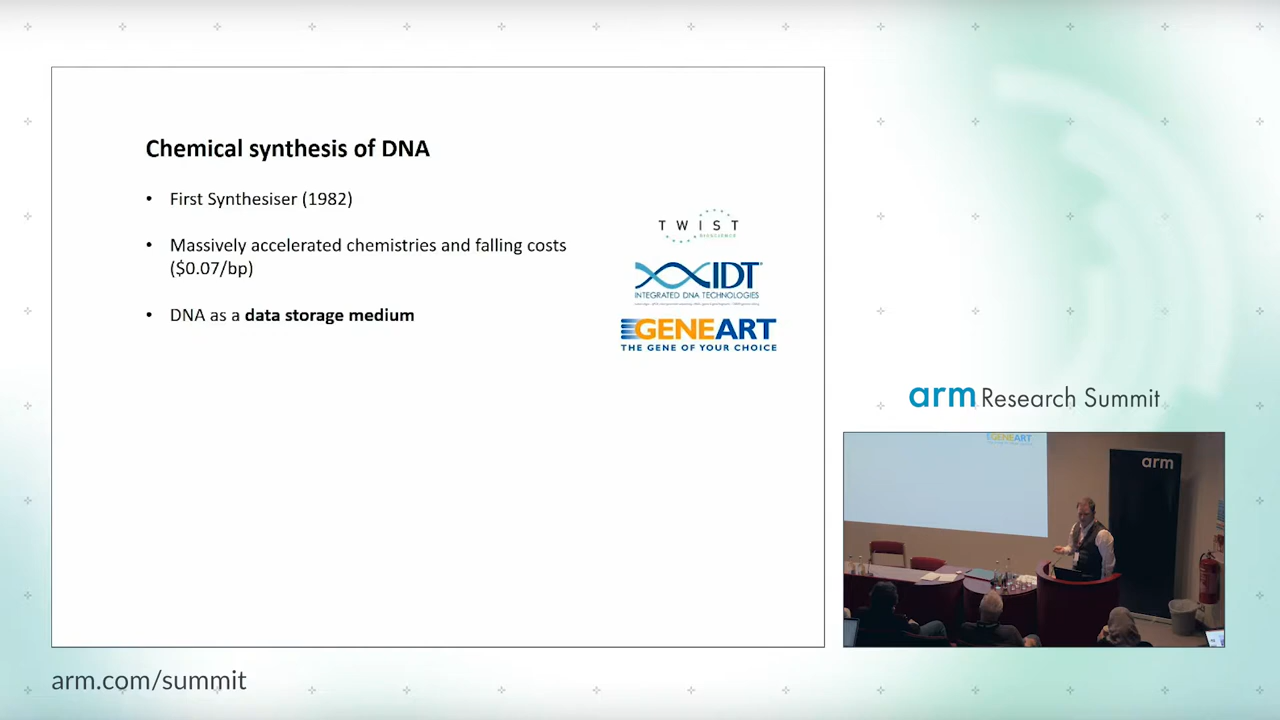 Chemical synthesis of DNA
• First Synthesiser (1982)
• Massively accelerated chemistries and falling costs
($0.07/bp)
• DNA as a data storage medium
TWIST
BIOSCIENCE
IDT
INTEGRATED DNA TECHNOLOGIES
GENEART
THE GENE OF YOUR CHOICE
arm Research Summit
GENEART
arm
arm.com/summit